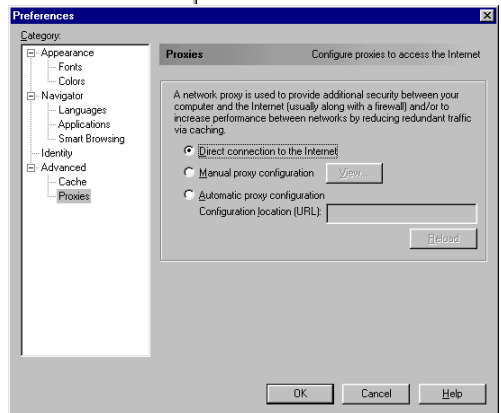 Preferences
Category:
Appearance
Fonts
Colors
Navigator
Languages
Applications
Smart Browsing
Identity
Advanced
Cache
Proxies
Proxies Configure proxies to access the Internet
A network proxy is used to provide additional security between your
computer and the Internet (usually along with a firewall) and/or to
increase performance between networks by reducing redundant traffic
via caching.
Direct connection to the Internet
Manual proxy configuration View...
Automatic proxy configuration
Configuration location (URL):
Reload
OK Cancel Help